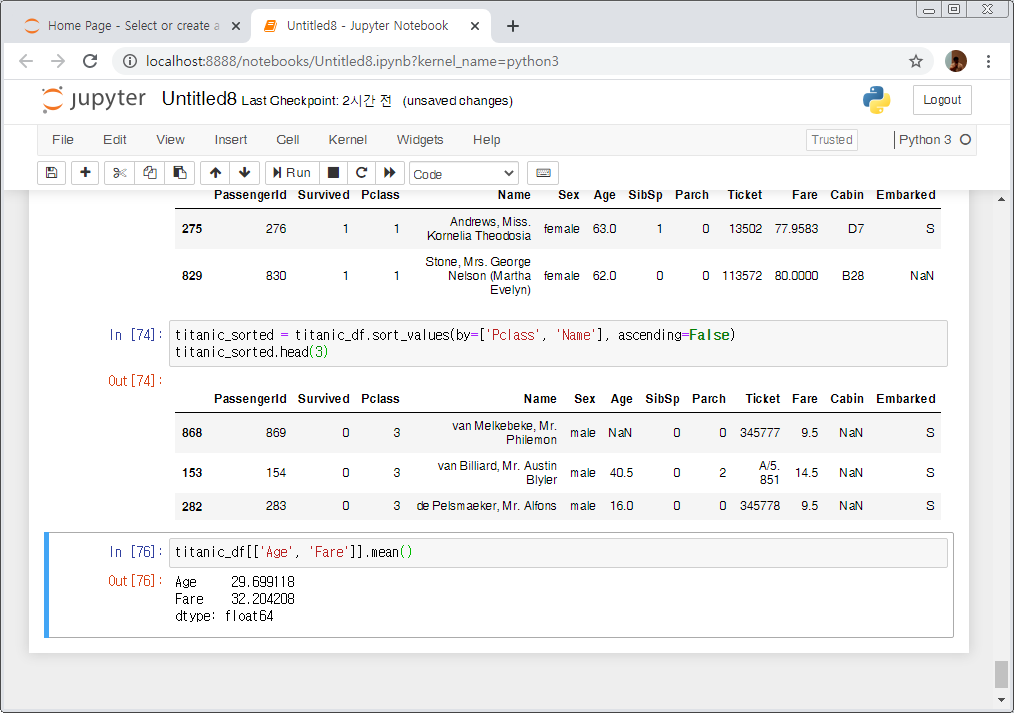 Home Page - Select or create a
Untitled8 - Jupyter Notebook
localhost:8888/notebooks/Untitled8.ipynb?kernel_name=python3
jupyter Untitled8 Last Checkpoint: 2시간 전 (unsaved changes)
Logout
File Edit View Insert Cell Kernel Widgets Help
Trusted
Python 3
Run
Code
PassengerId Survived Pclass Name Sex Age SibSp Parch Ticket Fare Cabin Embarked
Andrews, Miss.
275 276 1 1 female 63.0 1 0 13502 77.9583 D7 S
Kornelia Theodosia
Stone, Mrs. George
829 830 1 1 Nelson (Martha female 62.0 0 0 113572 80.0000 B28 NaN
Evelyn)
In [74]: titanic_sorted = titanic_df.sort_values(by=['Pclass', 'Name'], ascending=False)
titanic_sorted.head(3)
Out[74]:
PassengerId Survived Pclass Name Sex Age SibSp Parch Ticket Fare Cabin Embarked
van Melkebeke, Mr.
868 869 0 3 male NaN 0 0 345777 9.5 NaN S
Philemon
van Billiard, Mr. Austin A/5.
153 154 0 3 male 40.5 0 2 14.5 NaN S
Blyler 851
282 283 0 3 de Pelsmaeker, Mr. Alfons male 16.0 0 0 345778 9.5 NaN S
In [76]: titanic_df[['Age', 'Fare']].mean()
Out[76]: Age 29.699118
Fare 32.204208
dtype: float64